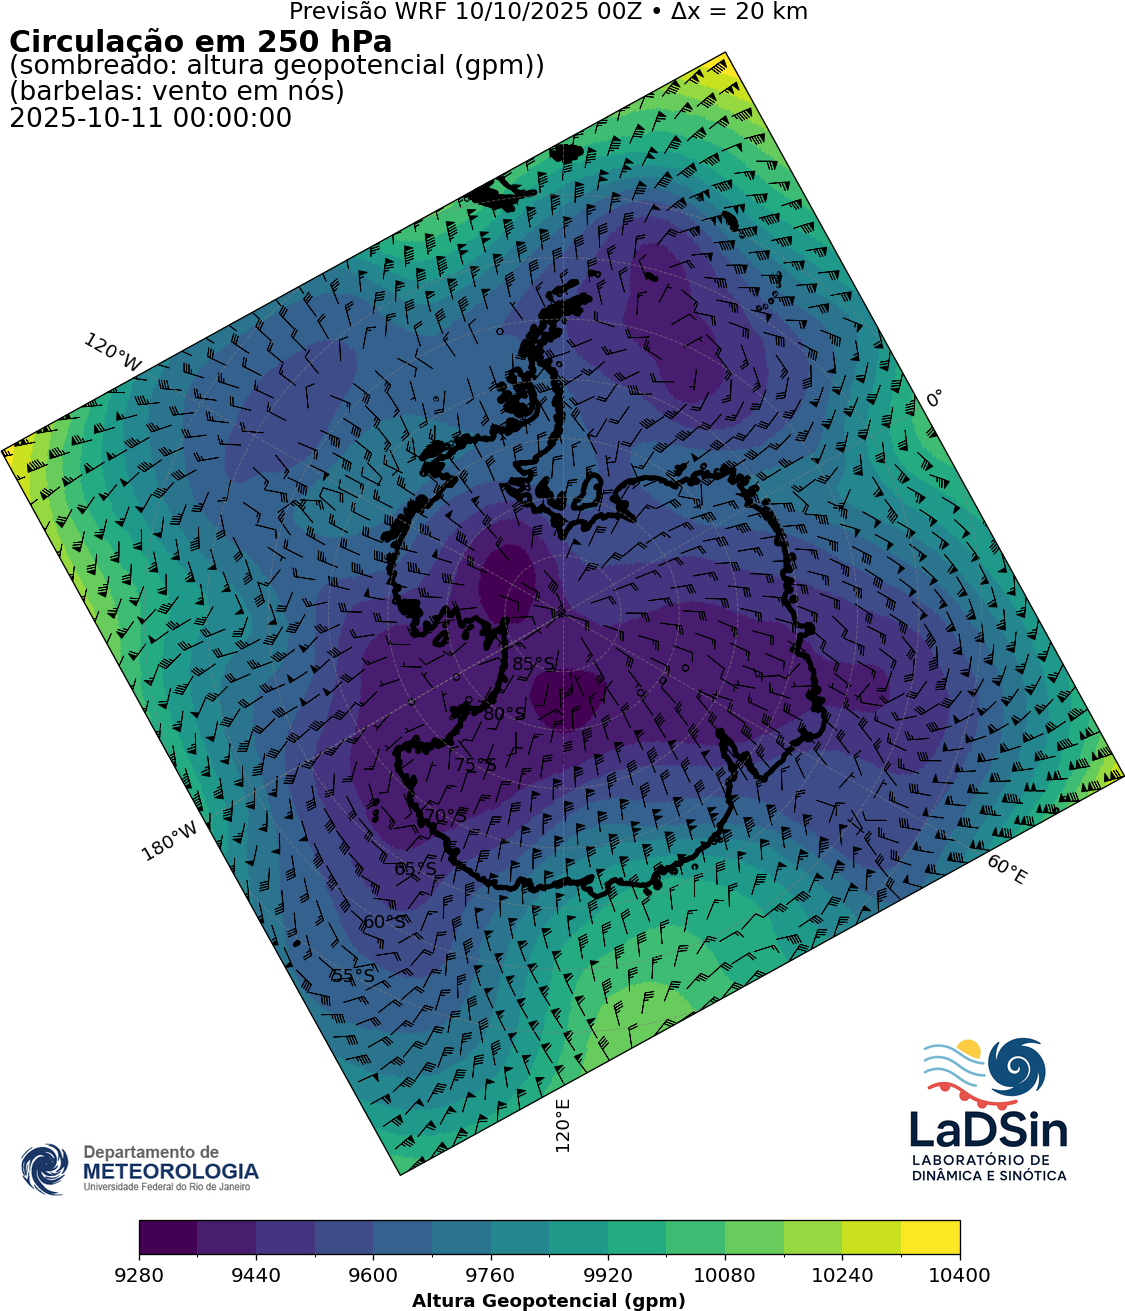 Previsão WRF 10/10/2025 00Z • Δx = 20 km
Circulação em 250 hPa
(sombreado: altura geopotencial (gpm))
(barbelas: vento em nós)
2025-10-11 00:00:00
120°W
0°
85°S
80°S
75°S
70°S
180°W
65°S
60°E
60°S
55°S
120°E
LaDSin
LABORATÓRIO DE
DINÂMICA E SINÓTICA
Departamento de
METEOROLOGIA
Universidade Federal do Rio de Janeiro
9280 9440 9600 9760 9920 10080 10240 10400
Altura Geopotencial (gpm)